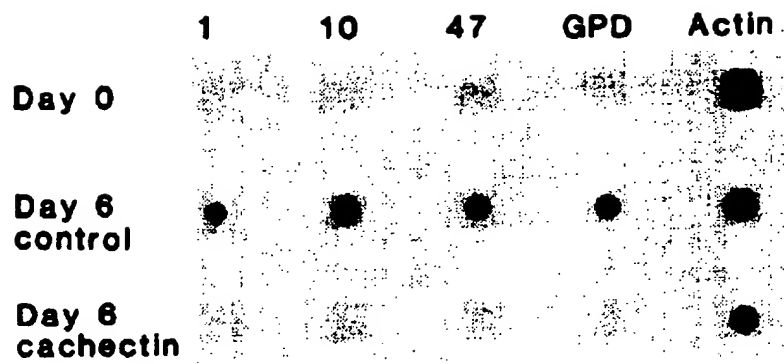 1 10 47 GPD Actin
Day 0
Day 6
control
Day 6
cachectin